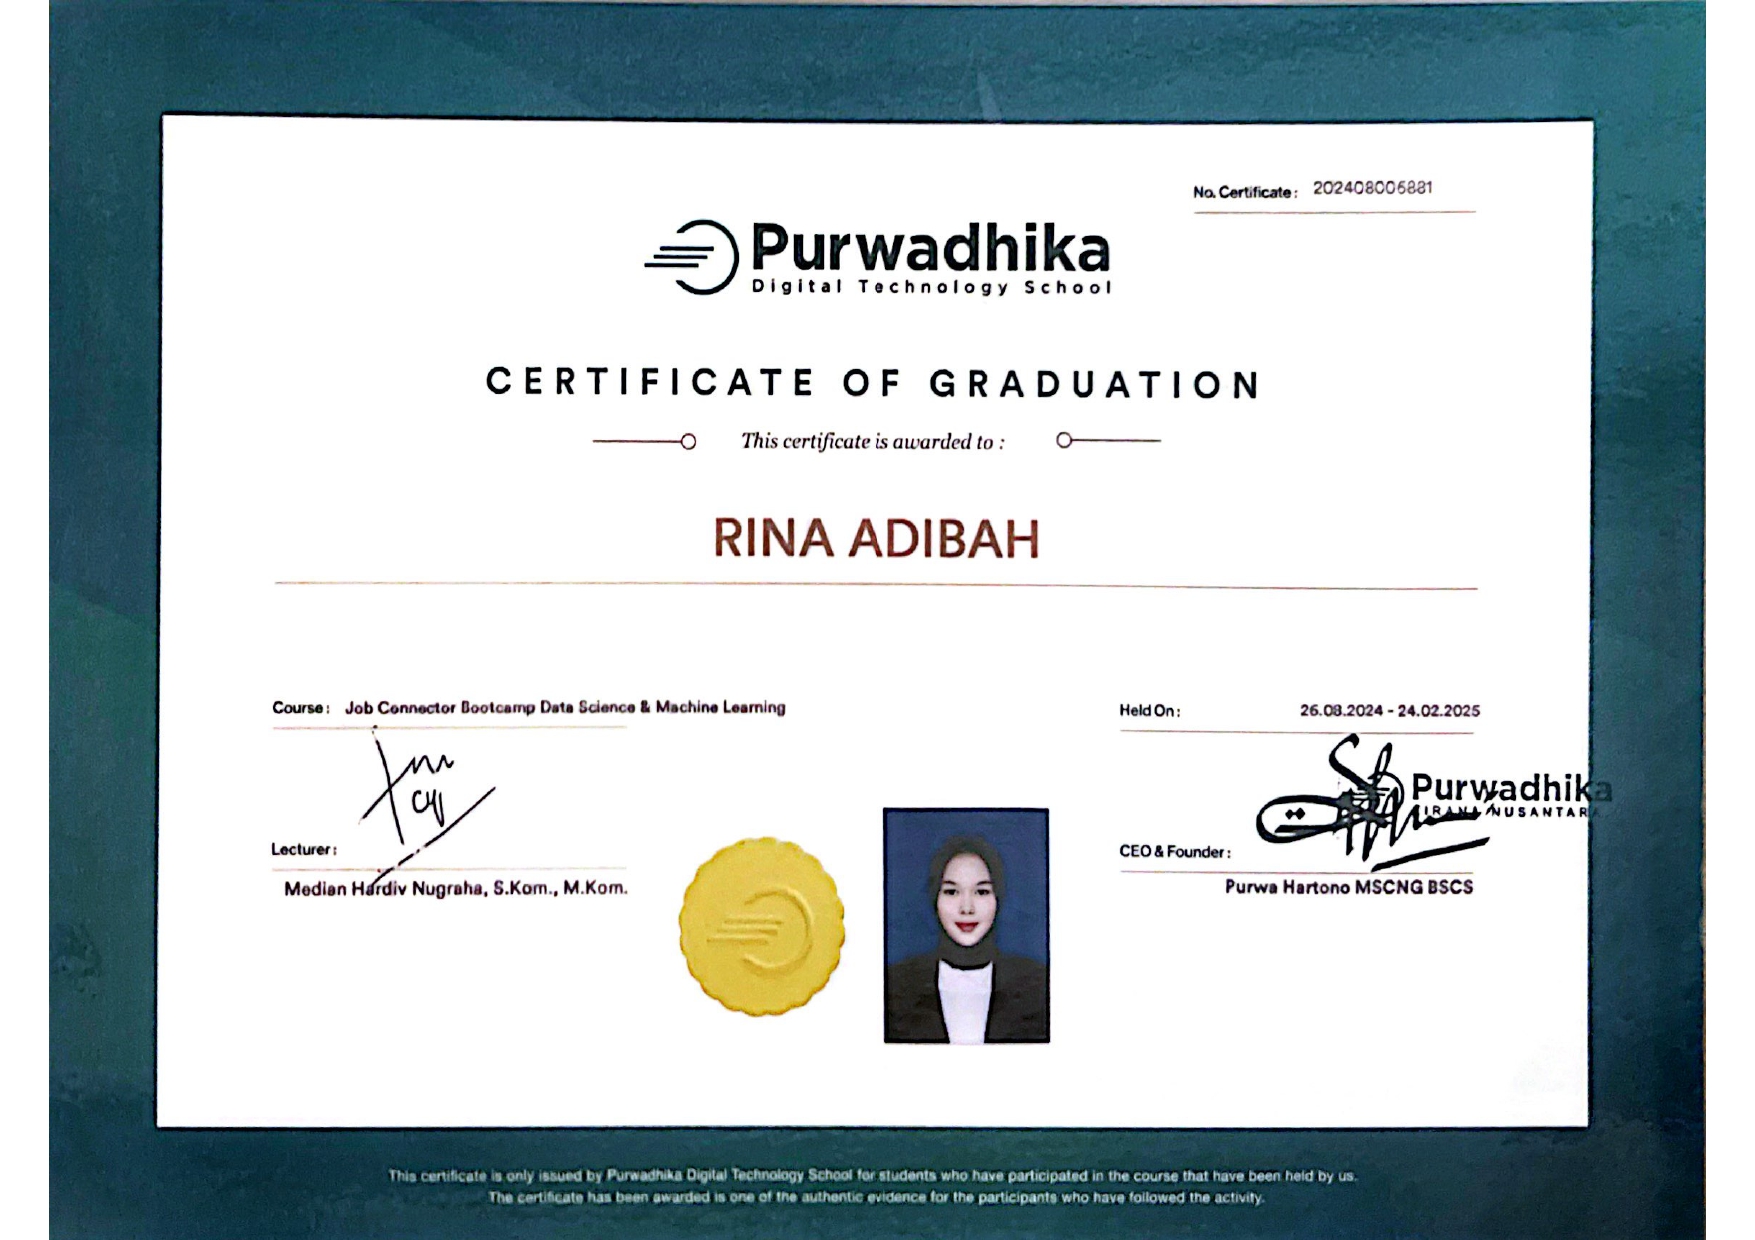 No. Certificate : 202408006881
Purwadhika
Digital Technology School
CERTIFICATE OF GRADUATION
This certificate is awarded to :
RINA ADIBAH
Course : Job Connector Bootcamp Data Science & Machine Learning
Held On : 26.08.2024 - 24.02.2025
Purwadhika
KIRANA NUSANTARA
Lecturer :
CEO & Founder :
Median Hardiv Nugraha, S.Kom., M.Kom.
Purwa Hartono MSCNG BSCS
This certificate is only issued by Purwadhika Digital Technology School for students who have participated in the course that have been held by us.
The certificate has been awarded is one of the authentic evidence for the participants who have followed the activity.